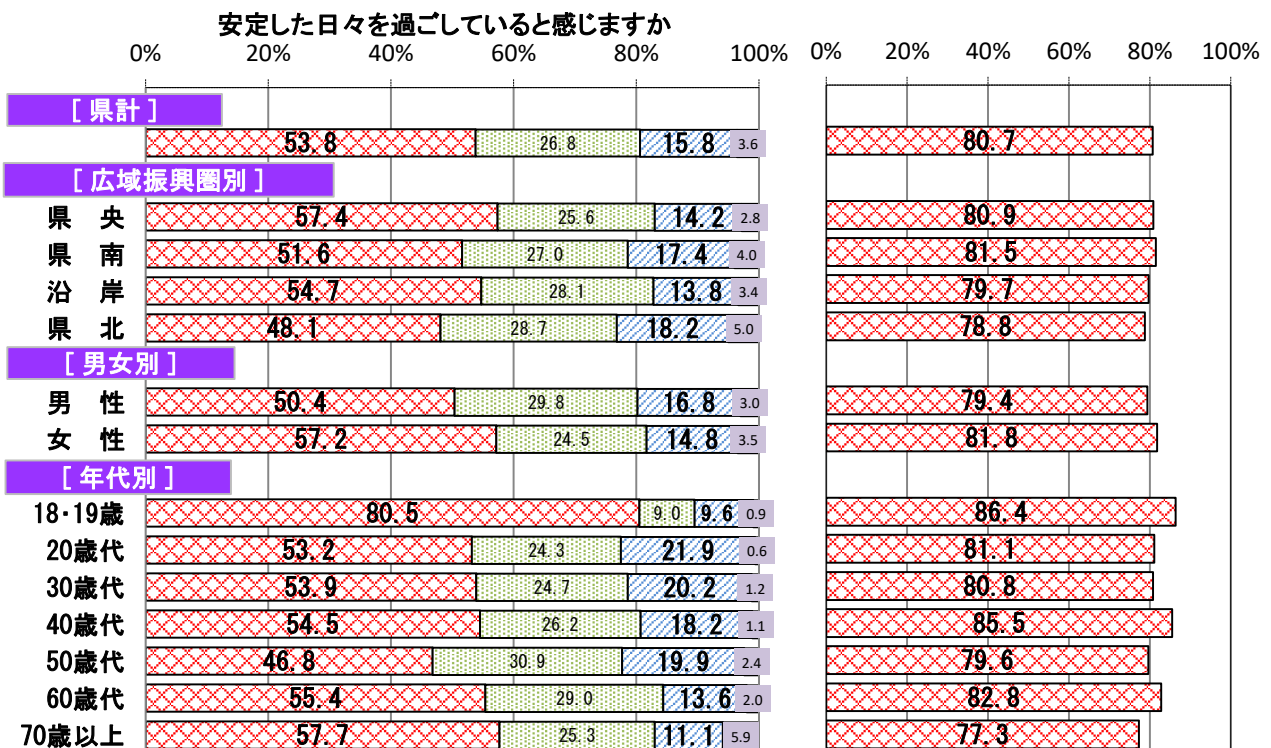 安定した日々を過ごしていると感じますか
0% 20% 40% 60% 80% 100% 0% 20% 40% 60% 80% 100%
[ 県計 ]
53.8 26.8 15.8 3.6 80.7
[ 広域振興圏別 ]
県 央 57.4 25.6 14.2 2.8 80.9
県 南 51.6 27.0 17.4 4.0 81.5
沿 岸 54.7 28.1 13.8 3.4 79.7
県 北 48.1 28.7 18.2 5.0 78.8
[ 男女別 ]
男 性 50.4 29.8 16.8 3.0 79.4
女 性 57.2 24.5 14.8 3.5 81.8
[ 年代別 ]
18･19歳 80.5 9.0 9.6 0.9 86.4
20歳代 53.2 24.3 21.9 0.6 81.1
30歳代 53.9 24.7 20.2 1.2 80.8
40歳代 54.5 26.2 18.2 1.1 85.5
50歳代 46.8 30.9 19.9 2.4 79.6
60歳代 55.4 29.0 13.6 2.0 82.8
70歳以上 57.7 25.3 11.1 5.9 77.3